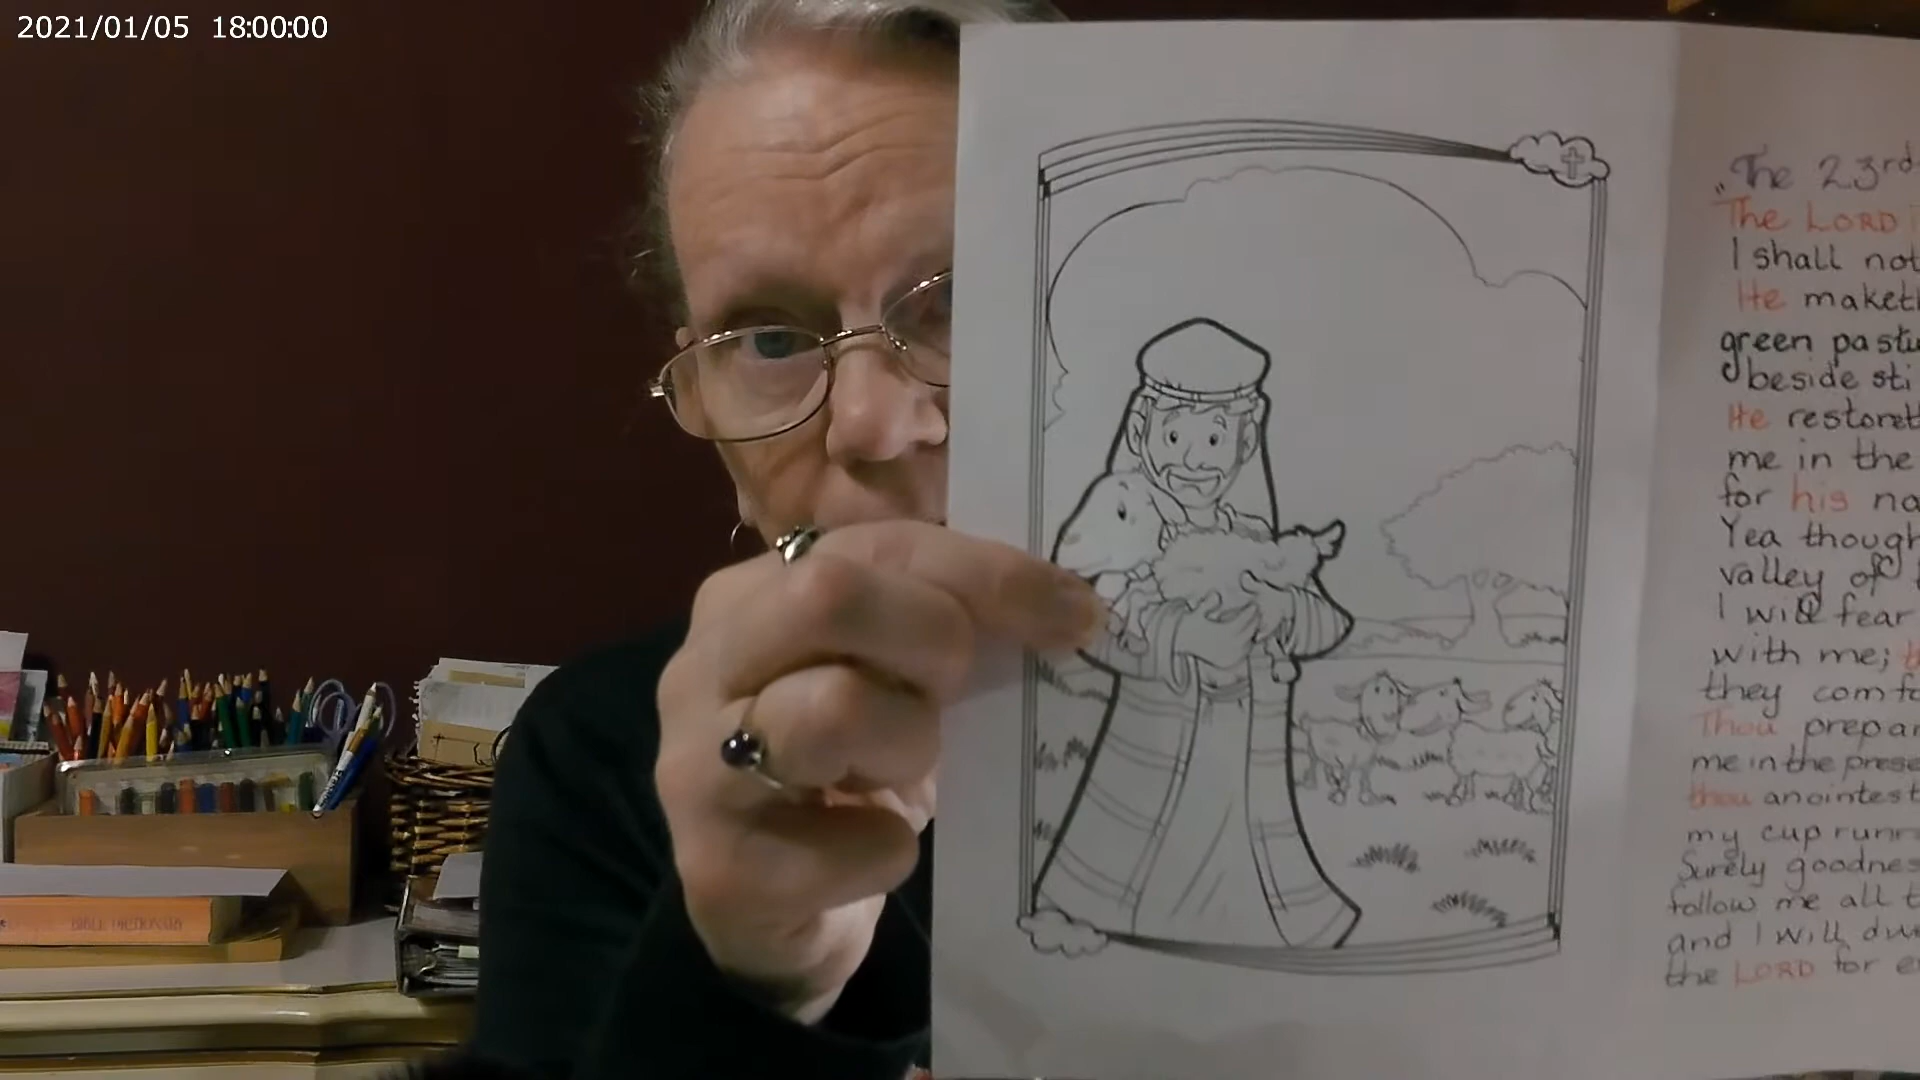 2021/01/05 18:00:00
The 23rd
"The LORD
I shall not
He maketh
green pastu
beside sti
He restoreth
me in the
for his na
Yea though
valley of
I will fear
with me;
they comfo
Thou prepar
me in the prese
thou anointest
my cup runn
Surely goodnes
follow me all t
and I will dw
the LORD for e
BIBLE DICTIONARY